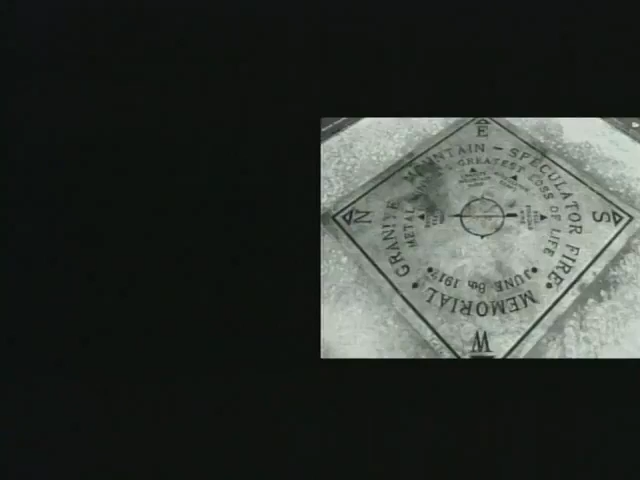 E
N
S
W
GRANITE MOUNTAIN - SPECULATOR FIRE •
MEMORIAL •
METAL MINING'S GREATEST LOSS OF LIFE
• JUNE 8th 1917 •